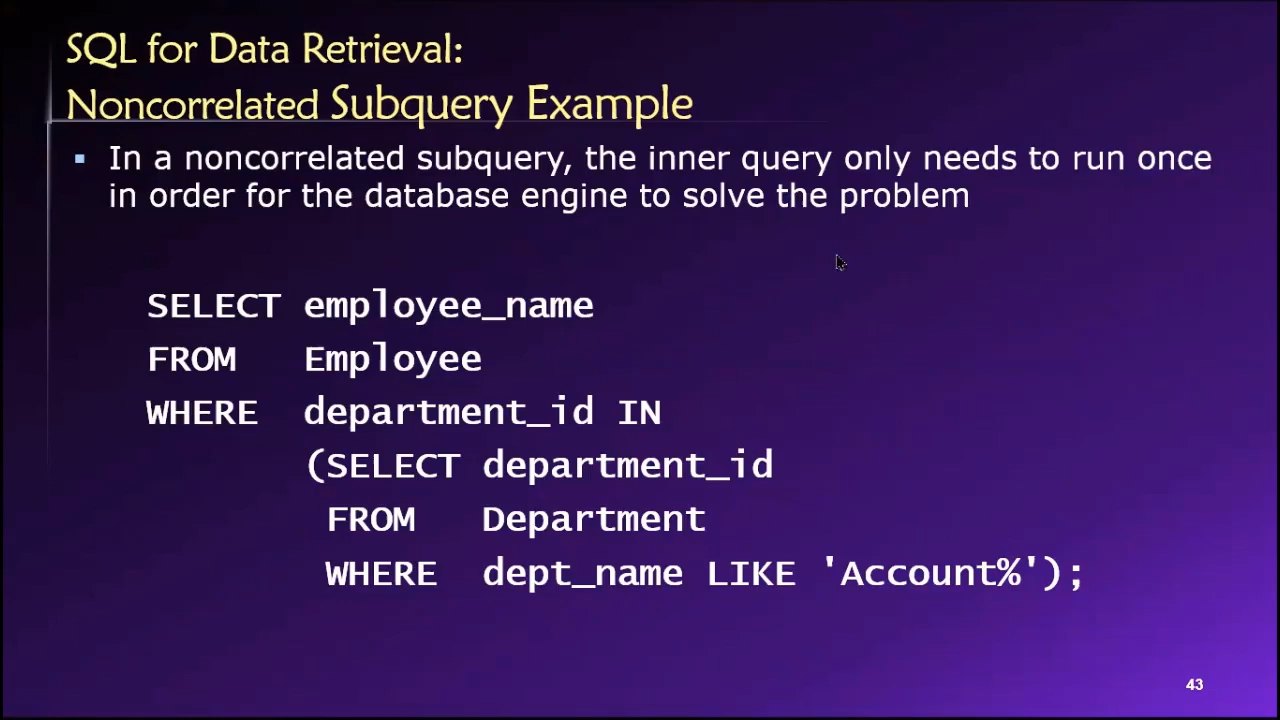 SQL for Data Retrieval:
Noncorrelated Subquery Example
▪ In a noncorrelated subquery, the inner query only needs to run once
in order for the database engine to solve the problem
SELECT employee_name
FROM Employee
WHERE department_id IN
(SELECT department_id
FROM Department
WHERE dept_name LIKE 'Account%');
43